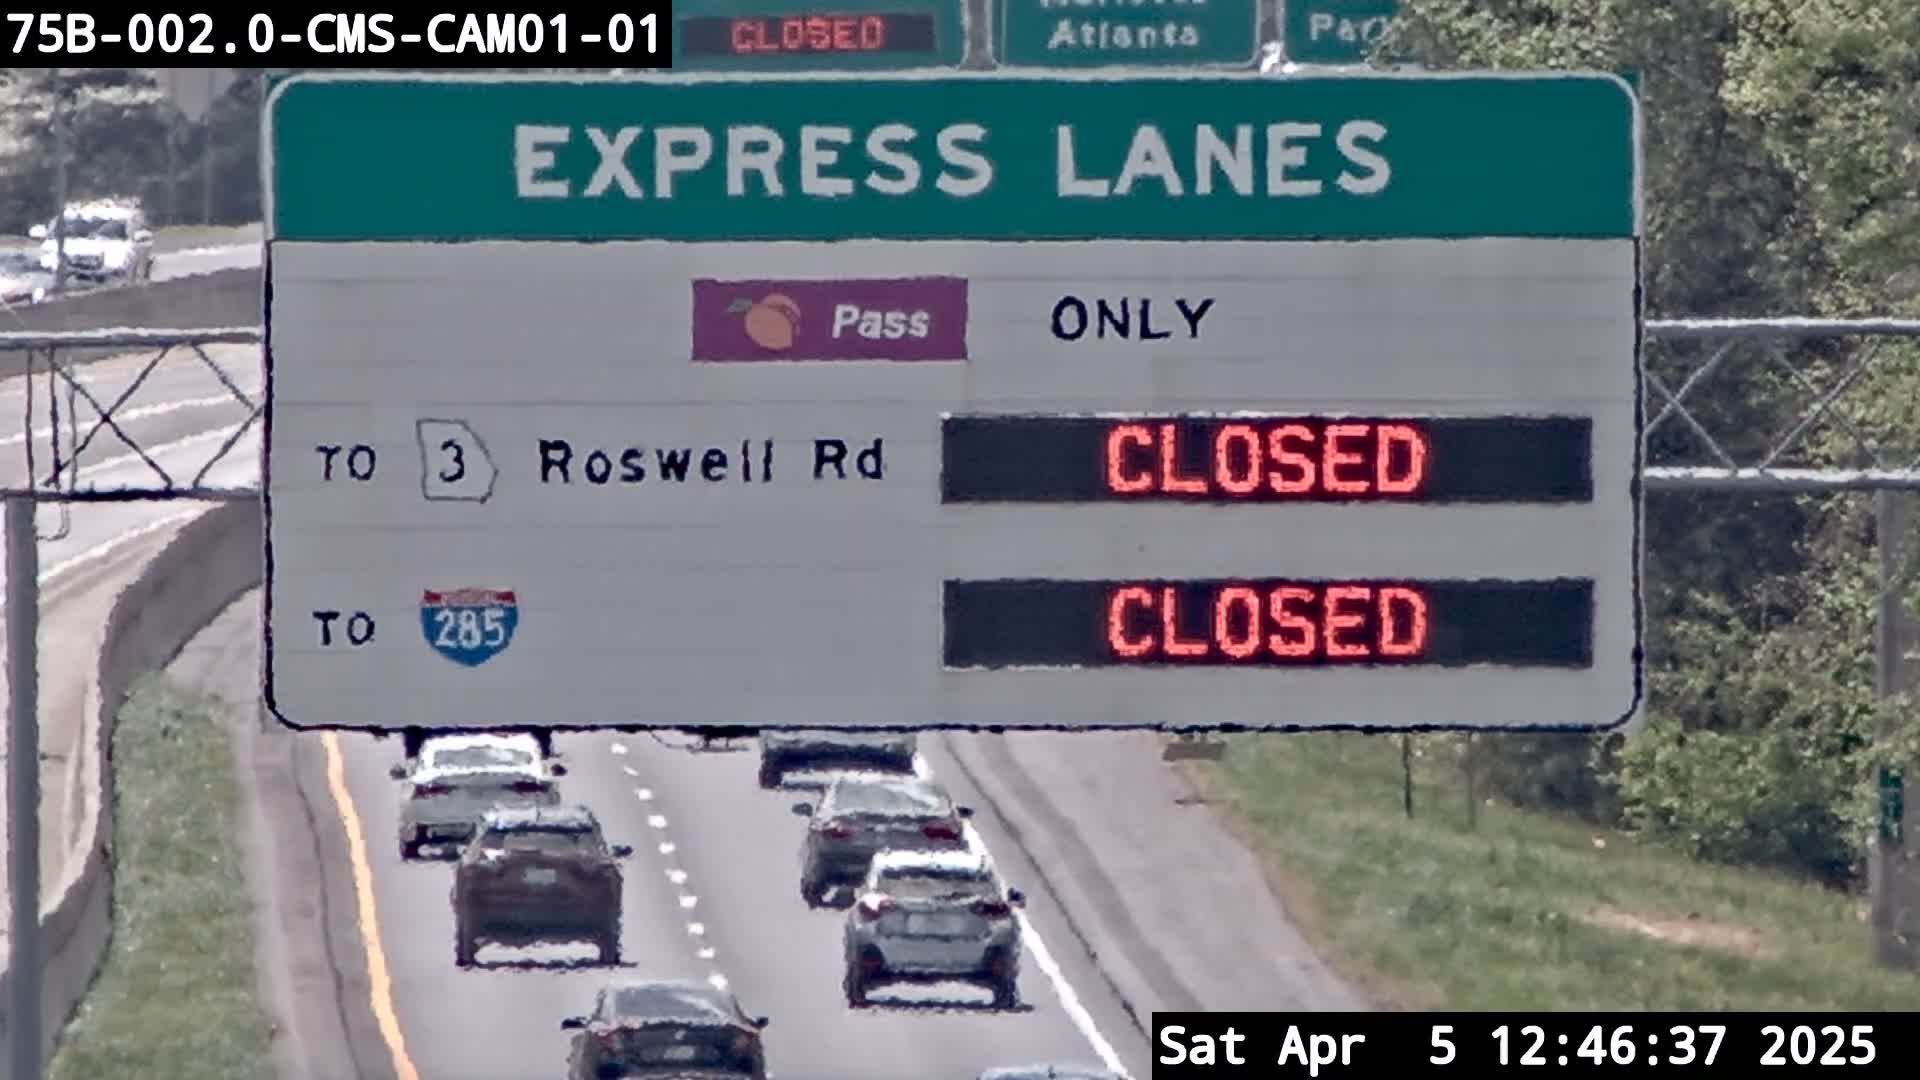 75B-002.0-CMS-CAM01-01
CLOSED
Atlanta
EXPRESS LANES
Pass ONLY
TO 3 Roswell Rd CLOSED
TO 285 CLOSED
Sat Apr 5 12:46:37 2025